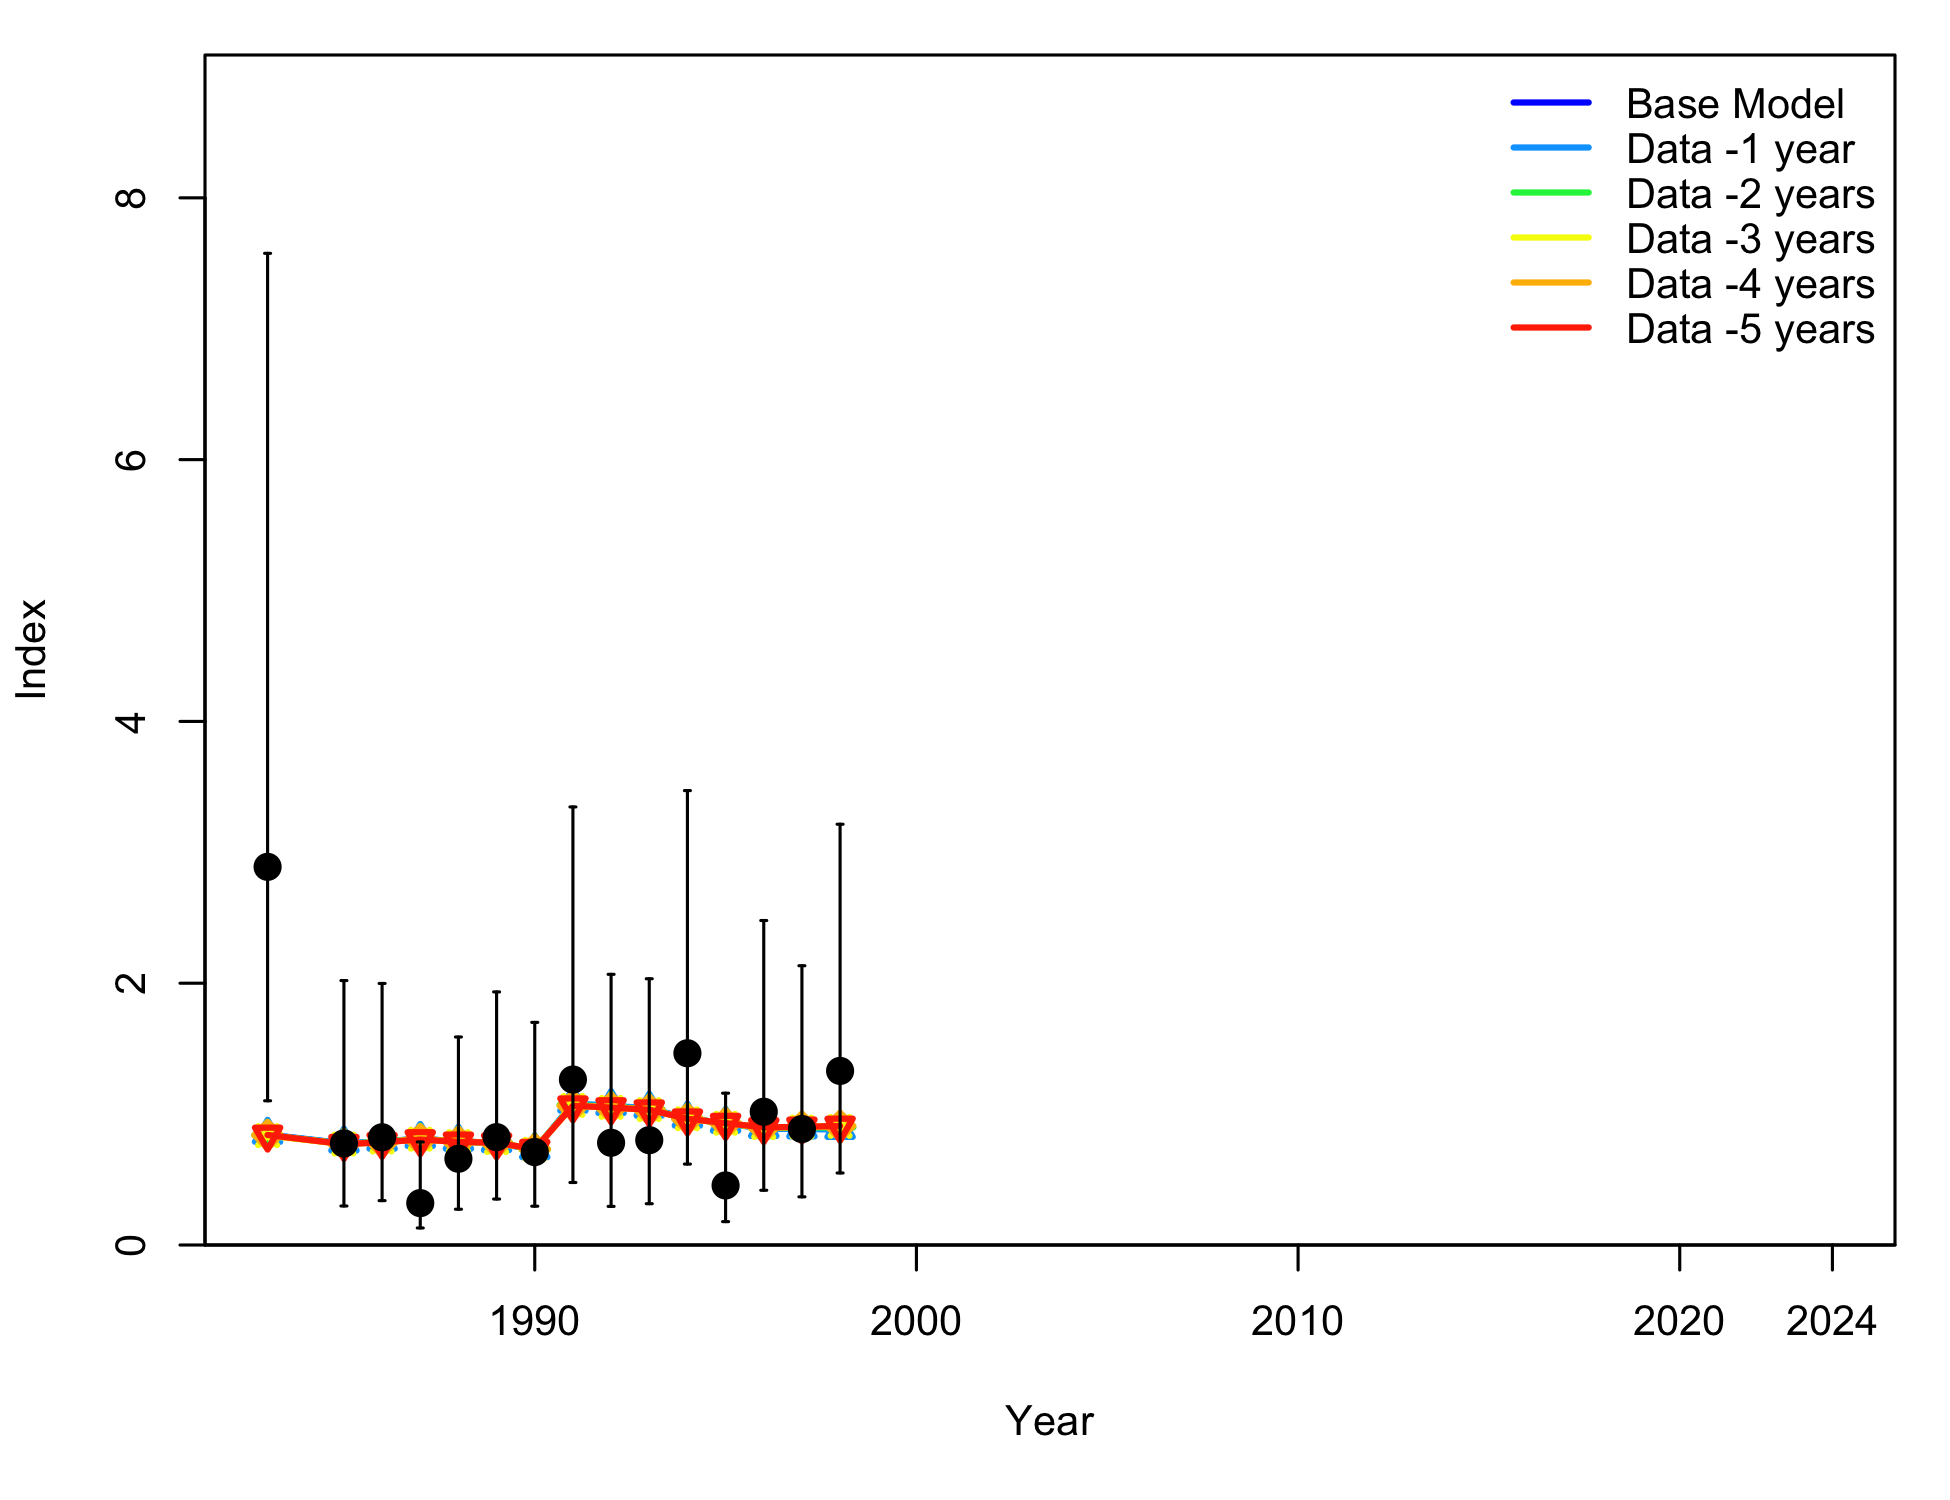 Base Model
Data -1 year
Data -2 years
Data -3 years
Data -4 years
Data -5 years
8
6
4
2
0
Index
1990 2000 2010 2020 2024
Year